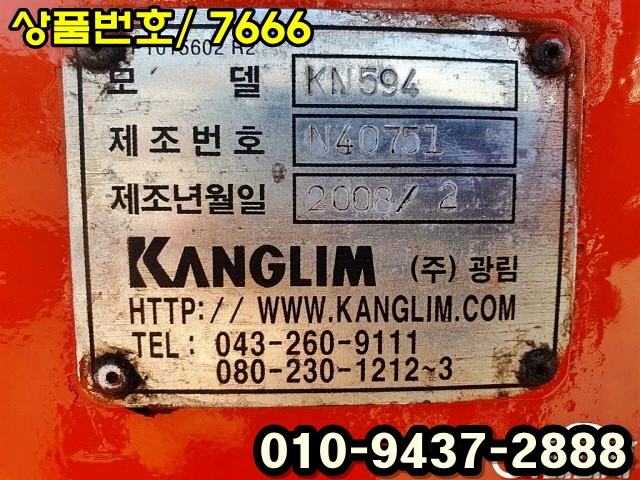 상품번호/ 7666
모 델 KN594
제조번호 N40751
제조년월일 2008/ 2
KANGLIM (주) 광림
HTTP:// WWW.KANGLIM.COM
TEL : 043-260-9111
080-230-1212~3
010-9437-2888